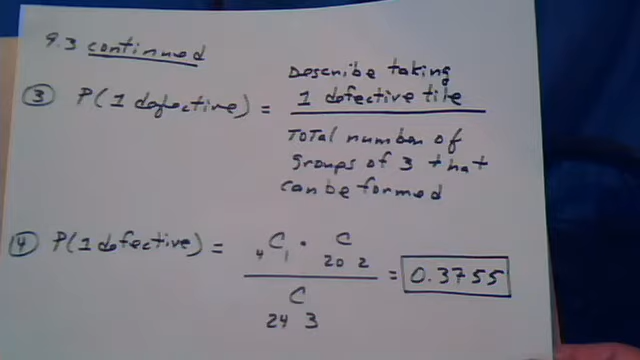 9.3 continued
③ P(1 defective) = Describe taking
1 defective tile
Total number of
groups of 3 that
can be formed
④ P(1 defective) = ₄C₁ · ₂₀C₂ / ₂₄C₃ = 0.3755